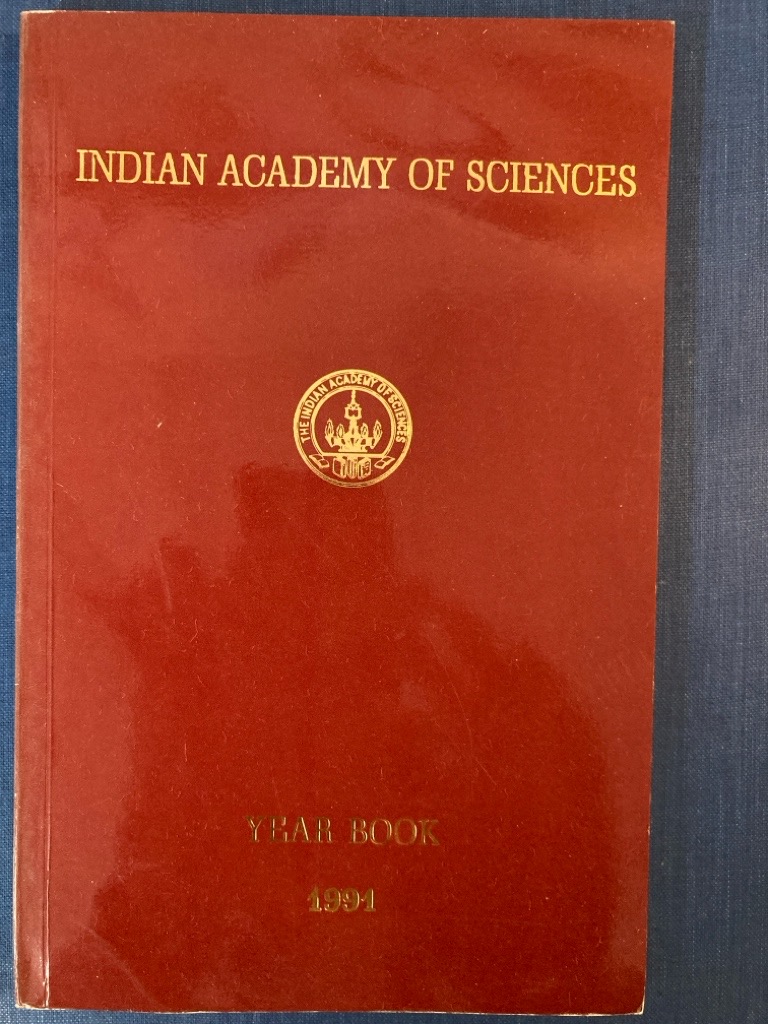 INDIAN ACADEMY OF SCIENCES
THE INDIAN ACADEMY OF SCIENCES
YEAR BOOK
1991